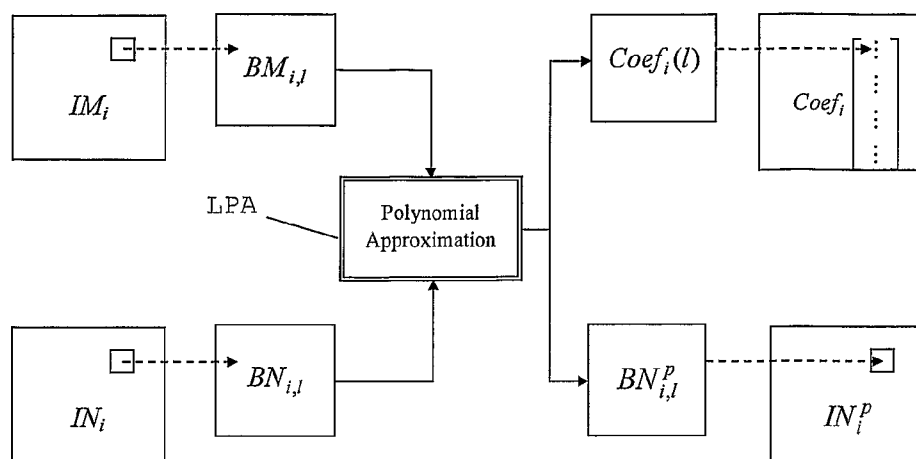 IM_i
BM_{i,l}
Coef_i(l)
Coef_i
LPA
Polynomial
Approximation
IN_i
BN_{i,l}
BN^p_{i,l}
IN^p_i